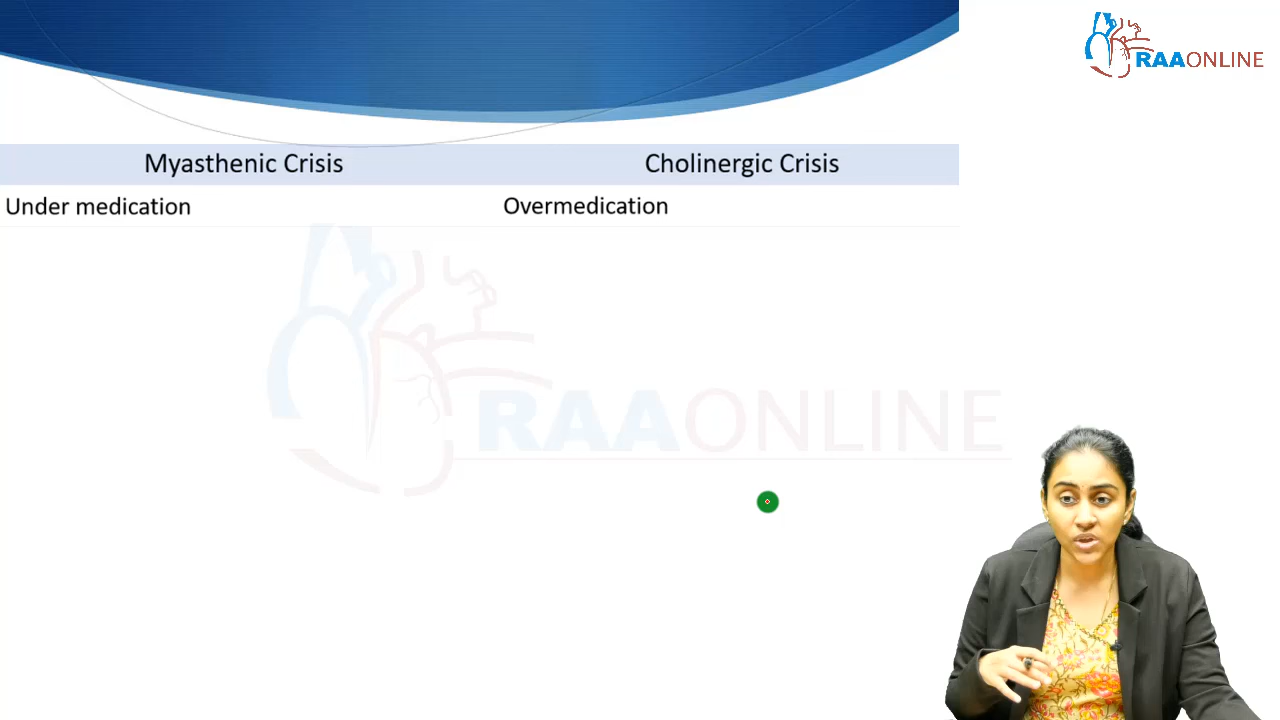 RAAONLINE
Myasthenic Crisis Cholinergic Crisis
Under medication Overmedication
RAAONLINE